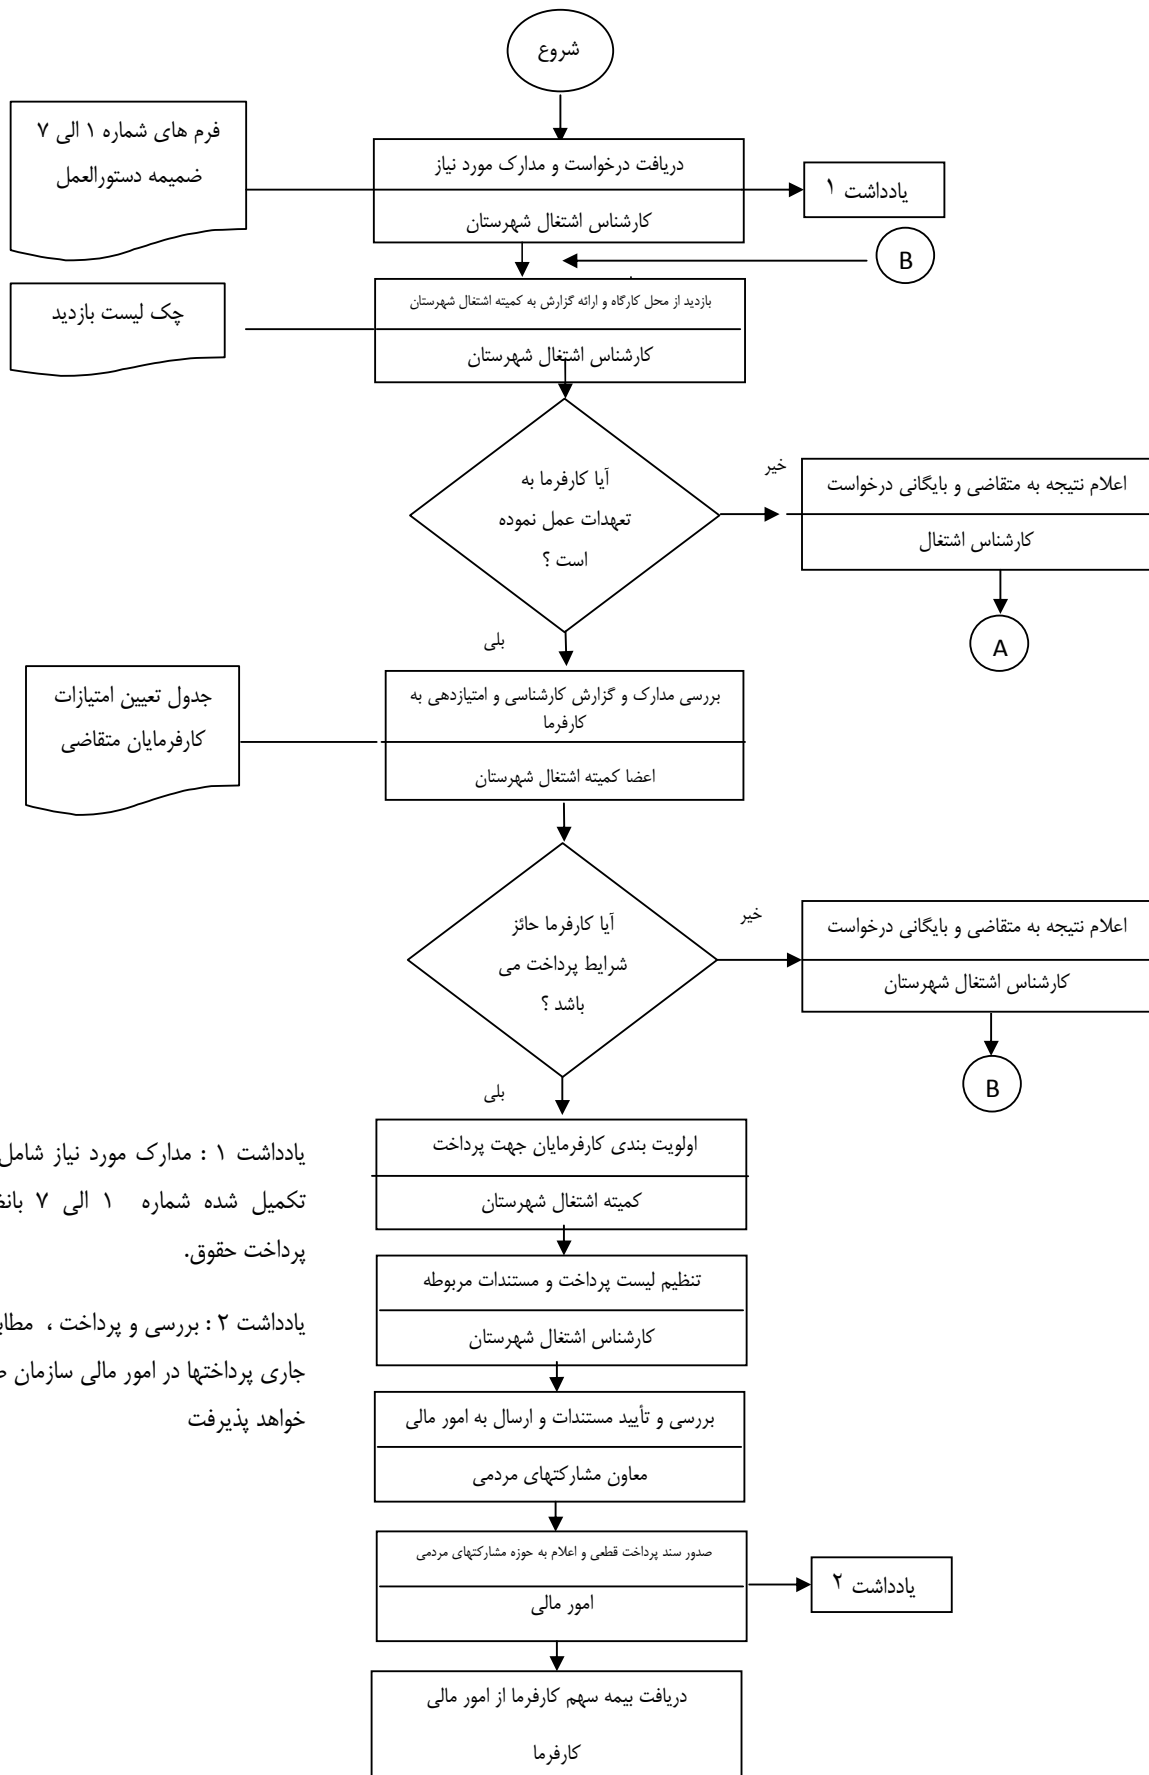 شروع
فرم های شماره ۱ الی ۷
ضمیمه دستورالعمل
دریافت درخواست و مدارک مورد نیاز
کارشناس اشتغال شهرستان
یادداشت ۱
B
چک لیست بازدید
بازدید از محل کارگاه و ارائه گزارش به کمیته اشتغال شهرستان
کارشناس اشتغال شهرستان
آیا کارفرما به
تعهدات عمل نموده
است ؟
خیر
اعلام نتیجه به متقاضی و بایگانی درخواست
کارشناس اشتغال
A
بلی
جدول تعیین امتیازات
کارفرمایان متقاضی
بررسی مدارک و گزارش کارشناسی و امتیازدهی به
کارفرما
اعضا کمیته اشتغال شهرستان
آیا کارفرما حائز
شرایط پرداخت می
باشد ؟
خیر
اعلام نتیجه به متقاضی و بایگانی درخواست
کارشناس اشتغال شهرستان
B
بلی
اولویت بندی کارفرمایان جهت پرداخت
کمیته اشتغال شهرستان
تنظیم لیست پرداخت و مستندات مربوطه
کارشناس اشتغال شهرستان
بررسی و تأیید مستندات و ارسال به امور مالی
معاون مشارکتهای مردمی
صدور سند پرداخت قطعی و اعلام به حوزه مشارکتهای مردمی
امور مالی
یادداشت ۲
دریافت بیمه سهم کارفرما از امور مالی
کارفرما
یادداشت ۱ : مدارک مورد نیاز شامل
تکمیل شده شماره ۱ الی ۷
پرداخت حقوق.
یادداشت ۲ : بررسی و پرداخت ،
جاری پرداختها در امور مالی سازمان
خواهد پذیرفت